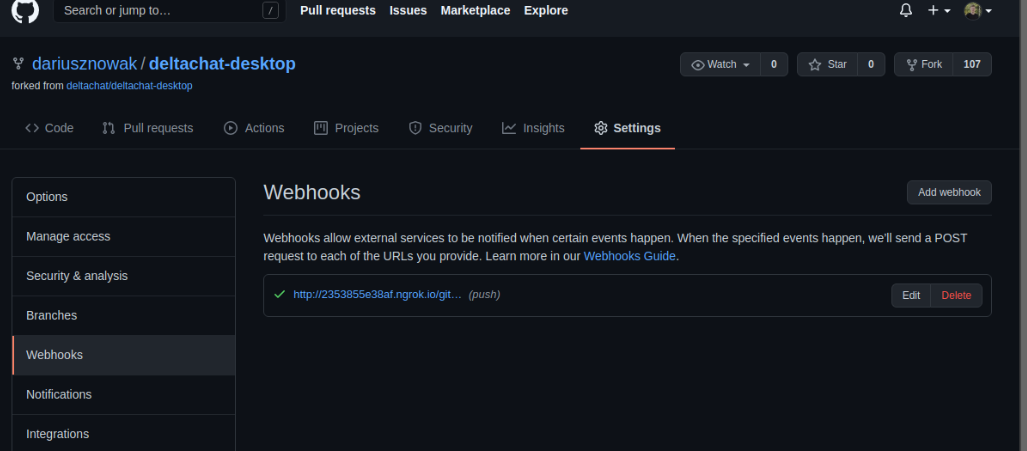 Search or jump to… / Pull requests Issues Marketplace Explore
dariusznowak / deltachat-desktop Watch 0 Star 0 Fork 107
forked from deltachat/deltachat-desktop
Code Pull requests Actions Projects Security Insights Settings
Options
Manage access
Security & analysis
Branches
Webhooks
Notifications
Integrations
Webhooks Add webhook
Webhooks allow external services to be notified when certain events happen. When the specified events happen, we'll send a POST
request to each of the URLs you provide. Learn more in our Webhooks Guide.
http://2353855e38af.ngrok.io/git… (push) Edit Delete